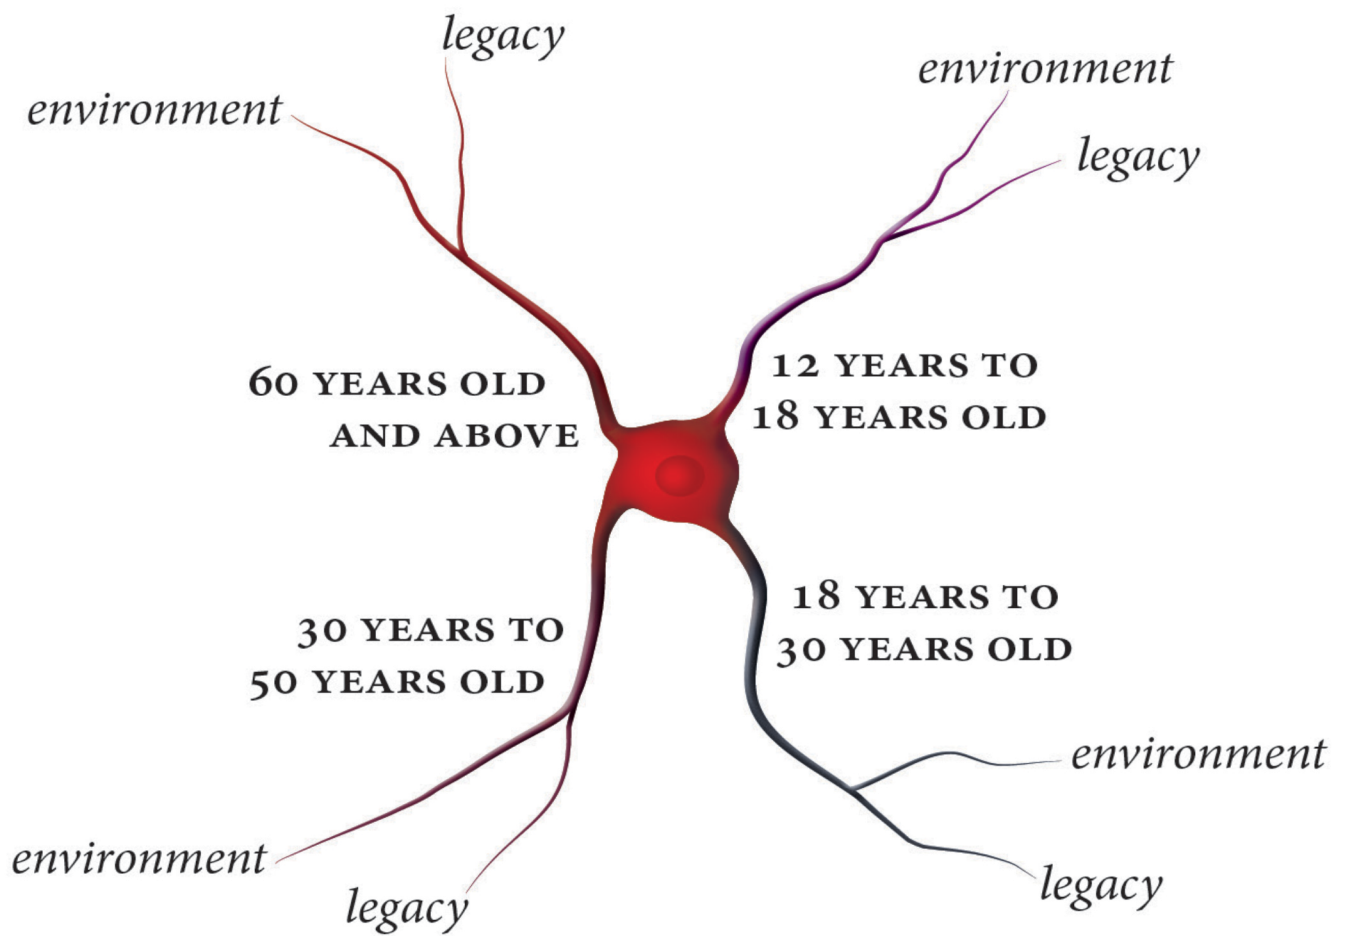 legacy
environment
environment
legacy
60 YEARS OLD
AND ABOVE
12 YEARS TO
18 YEARS OLD
30 YEARS TO
50 YEARS OLD
18 YEARS TO
30 YEARS OLD
environment
legacy
environment
legacy